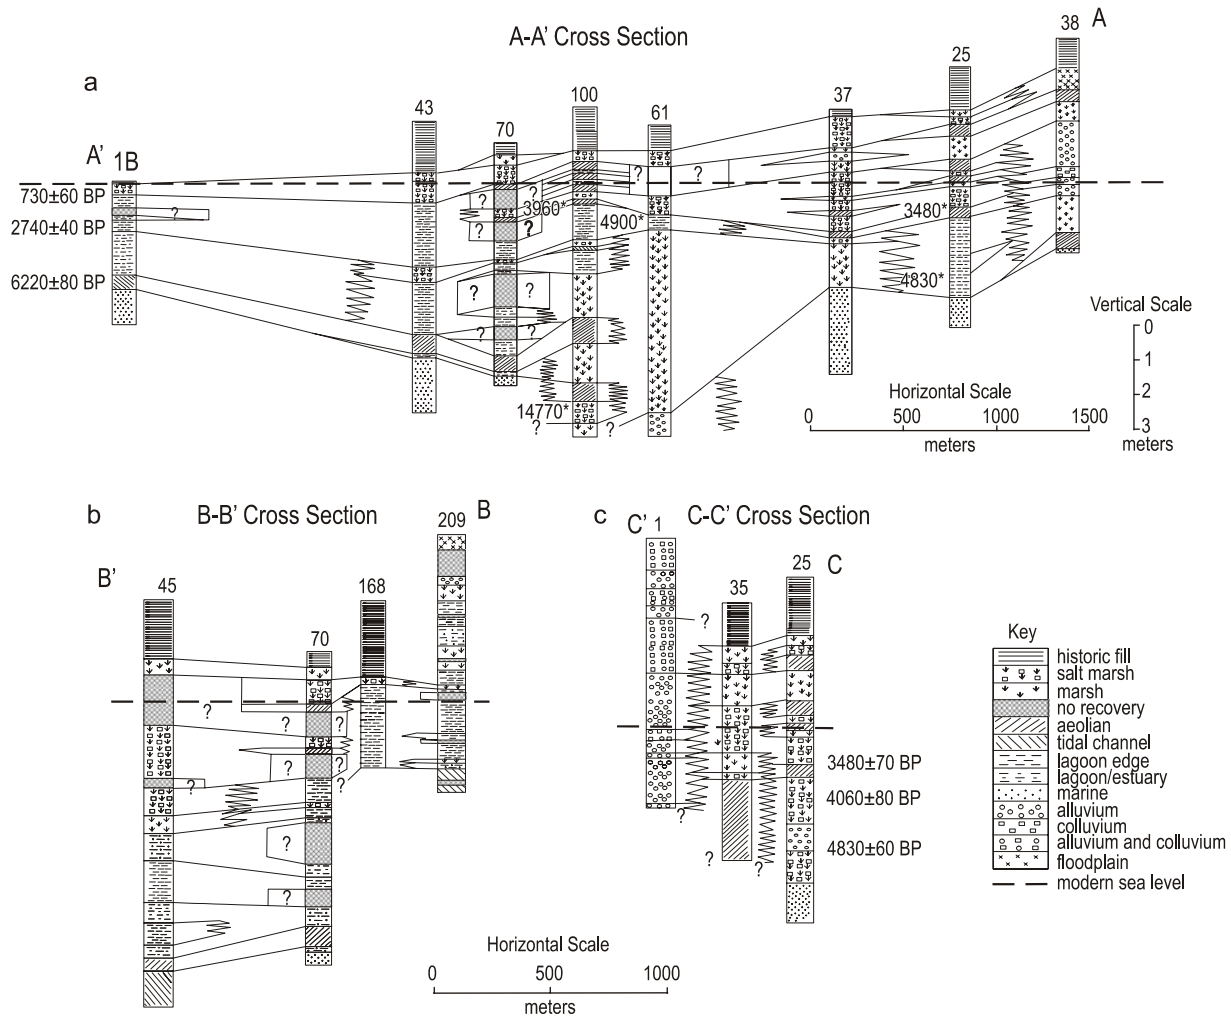 A-A' Cross Section
a
A
38
25
100
43
61
37
70
A'
1B
730±60 BP
?
?
?
?
3960*
2740±40 BP
?
?
4900*
3480*
6220±80 BP
4830*
?
?
?
?
14770*
?
?
Vertical Scale
0
1
2
3
meters
Horizontal Scale
0
500
1000
1500
meters
b
B-B' Cross Section
B
209
B'
45
168
70
?
?
?
?
?
?
?
?
?
Horizontal Scale
0
500
1000
meters
c
C-C' Cross Section
C'
1
25
C
35
?
?
?
?
3480±70 BP
4060±80 BP
4830±60 BP
Key
historic fill
salt marsh
marsh
no recovery
aeolian
tidal channel
lagoon edge
lagoon/estuary
marine
alluvium
colluvium
alluvium and colluvium
floodplain
modern sea level